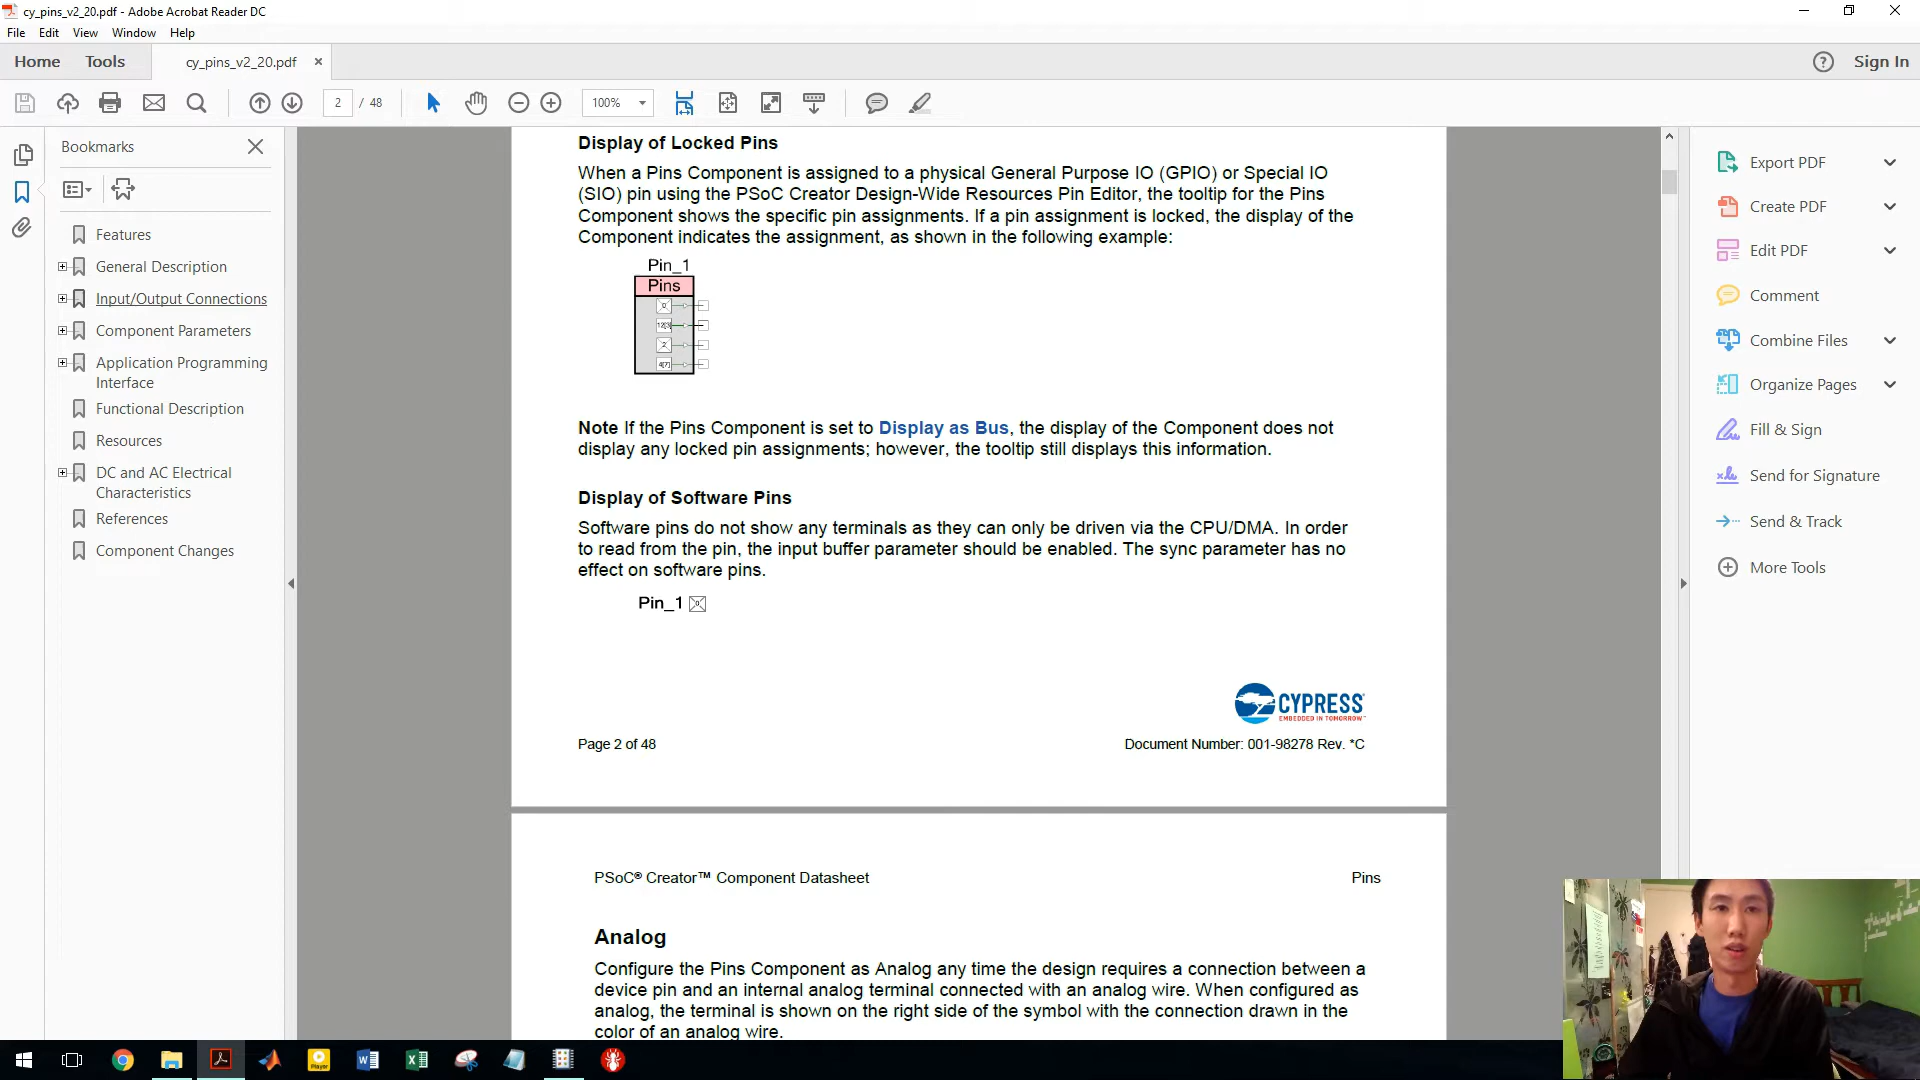 cy_pins_v2_20.pdf - Adobe Acrobat Reader DC
File Edit View Window Help
Home Tools cy_pins_v2_20.pdf × Sign In
2 / 48 100%
Bookmarks
Features
General Description
Input/Output Connections
Component Parameters
Application Programming
Interface
Functional Description
Resources
DC and AC Electrical
Characteristics
References
Component Changes
Display of Locked Pins
When a Pins Component is assigned to a physical General Purpose IO (GPIO) or Special IO
(SIO) pin using the PSoC Creator Design-Wide Resources Pin Editor, the tooltip for the Pins
Component shows the specific pin assignments. If a pin assignment is locked, the display of the
Component indicates the assignment, as shown in the following example:
Pin_1
Pins
0
12[3]
2
4[7]
Note If the Pins Component is set to Display as Bus, the display of the Component does not
display any locked pin assignments; however, the tooltip still displays this information.
Display of Software Pins
Software pins do not show any terminals as they can only be driven via the CPU/DMA. In order
to read from the pin, the input buffer parameter should be enabled. The sync parameter has no
effect on software pins.
Pin_1 0
CYPRESS
EMBEDDED IN TOMORROW
Page 2 of 48 Document Number: 001-98278 Rev. *C
PSoC® Creator™ Component Datasheet Pins
Analog
Configure the Pins Component as Analog any time the design requires a connection between a
device pin and an internal analog terminal connected with an analog wire. When configured as
analog, the terminal is shown on the right side of the symbol with the connection drawn in the
color of an analog wire.
Export PDF
Create PDF
Edit PDF
Comment
Combine Files
Organize Pages
Fill & Sign
Send for Signature
Send & Track
More Tools